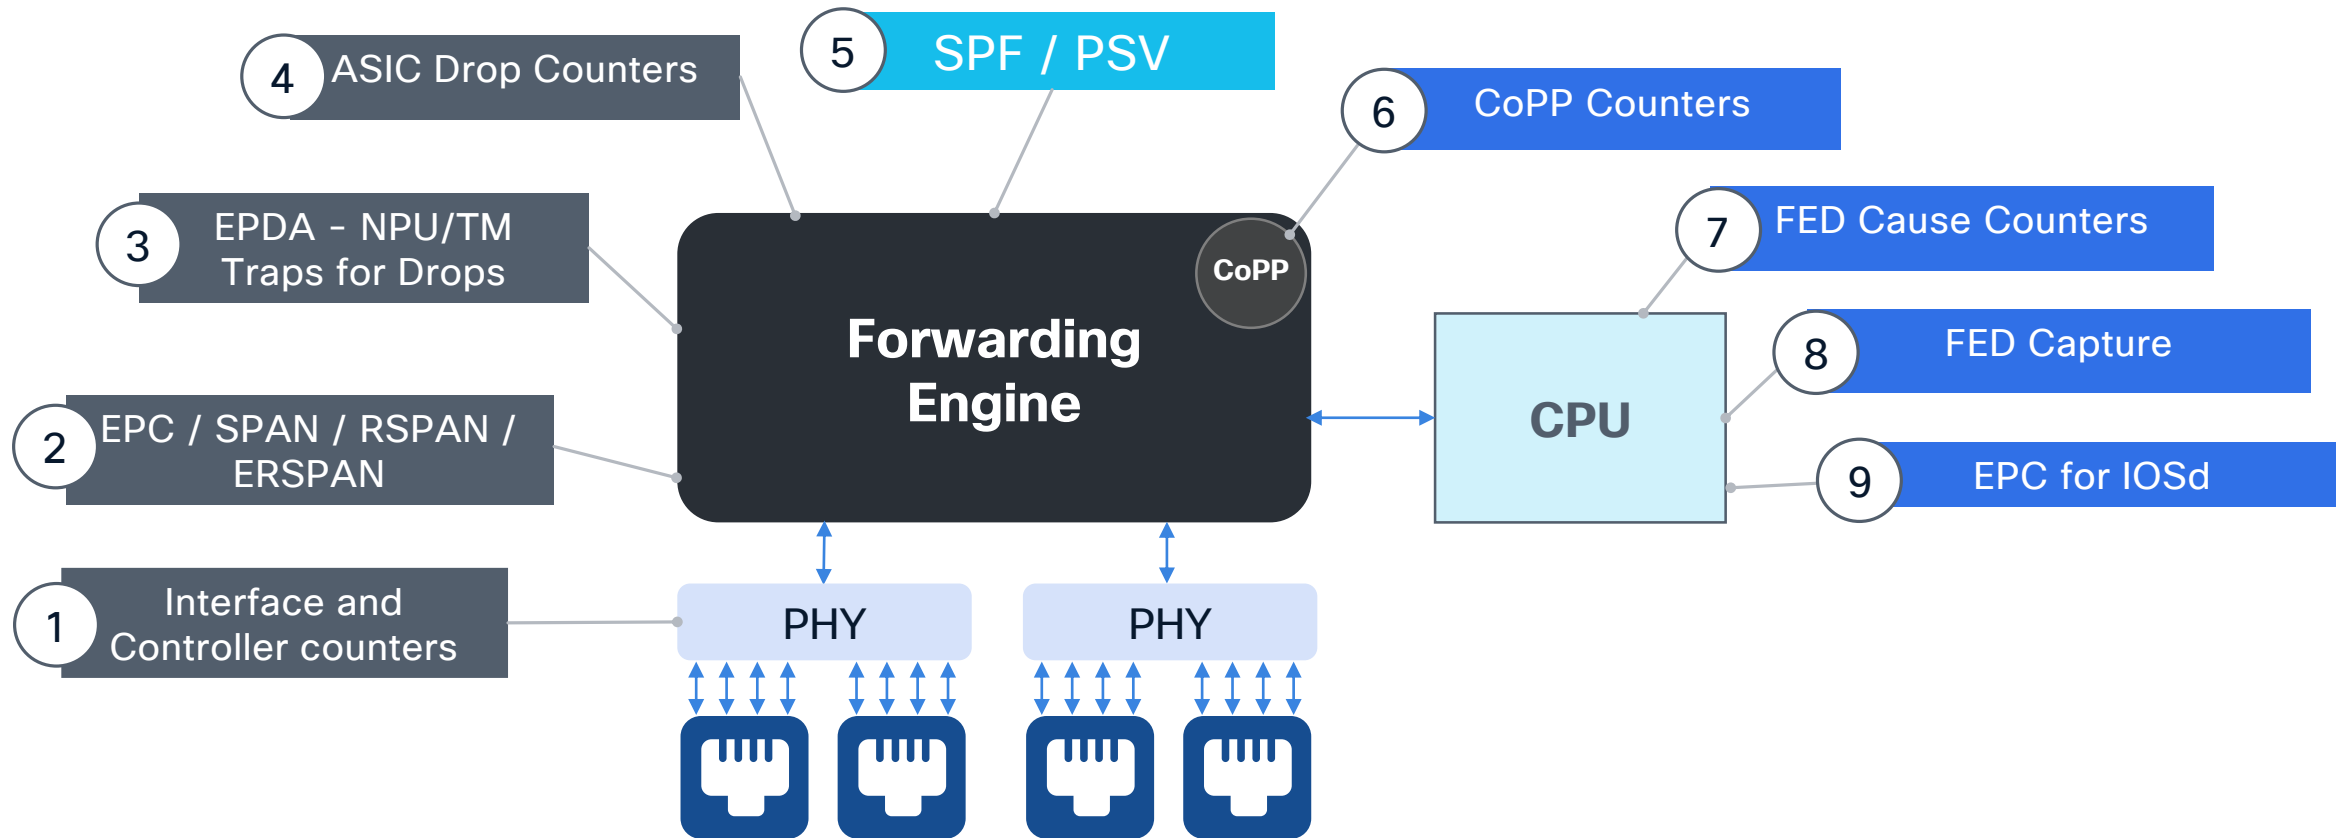 4
ASIC Drop Counters
5
SPF / PSV
6
CoPP Counters
3
EPDA - NPU/TM
Traps for Drops
7
FED Cause Counters
CoPP
Forwarding
Engine
8
FED Capture
CPU
2
EPC / SPAN / RSPAN /
ERSPAN
9
EPC for IOSd
1
Interface and
Controller counters
PHY
PHY